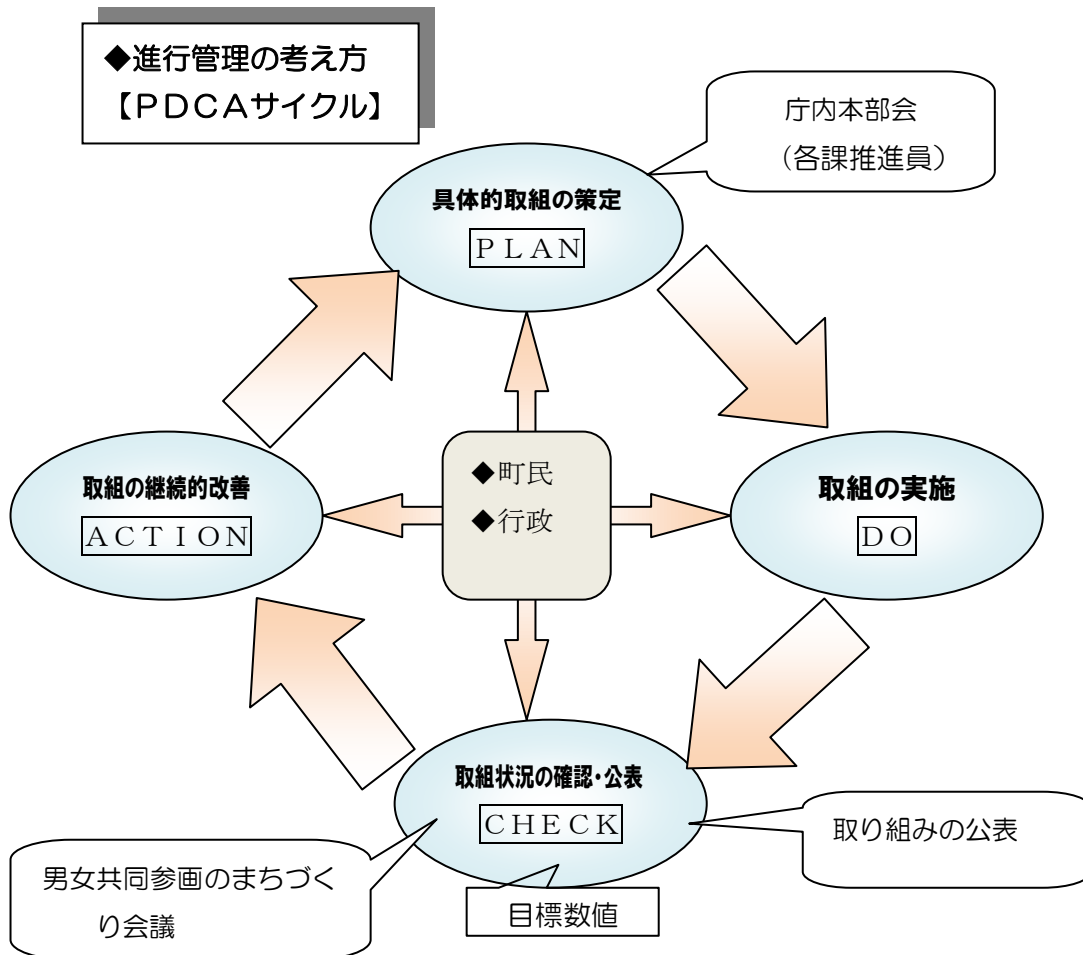 ◆進行管理の考え方
【PDCAサイクル】
庁内本部会
（各課推進員）
具体的取組の策定
ＰＬＡＮ
取組の継続的改善
ＡＣＴＩＯＮ
◆町民
◆行政
取組の実施
ＤＯ
取組状況の確認・公表
ＣＨＥＣＫ
取り組みの公表
男女共同参画のまちづく
り会議
目標数値